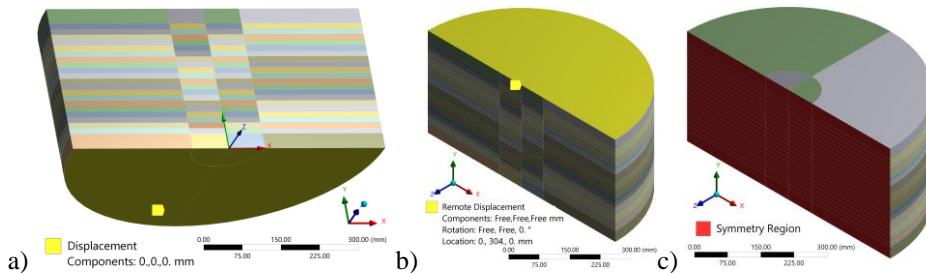 Y
Z
X
Y
Z
X
a)
Displacement
Components: 0.,0.,0. mm
0.00 150.00 300.00 (mm)
75.00 225.00
Y
Z
X
b)
Remote Displacement
Components: Free,Free,Free mm
Rotation: Free, Free, 0. °
Location: 0., 304., 0. mm
0.00 150.00 300.00 (mm)
75.00 225.00
Y
Z
X
c)
Symmetry Region
0.00 150.00 300.00 (mm)
75.00 225.00